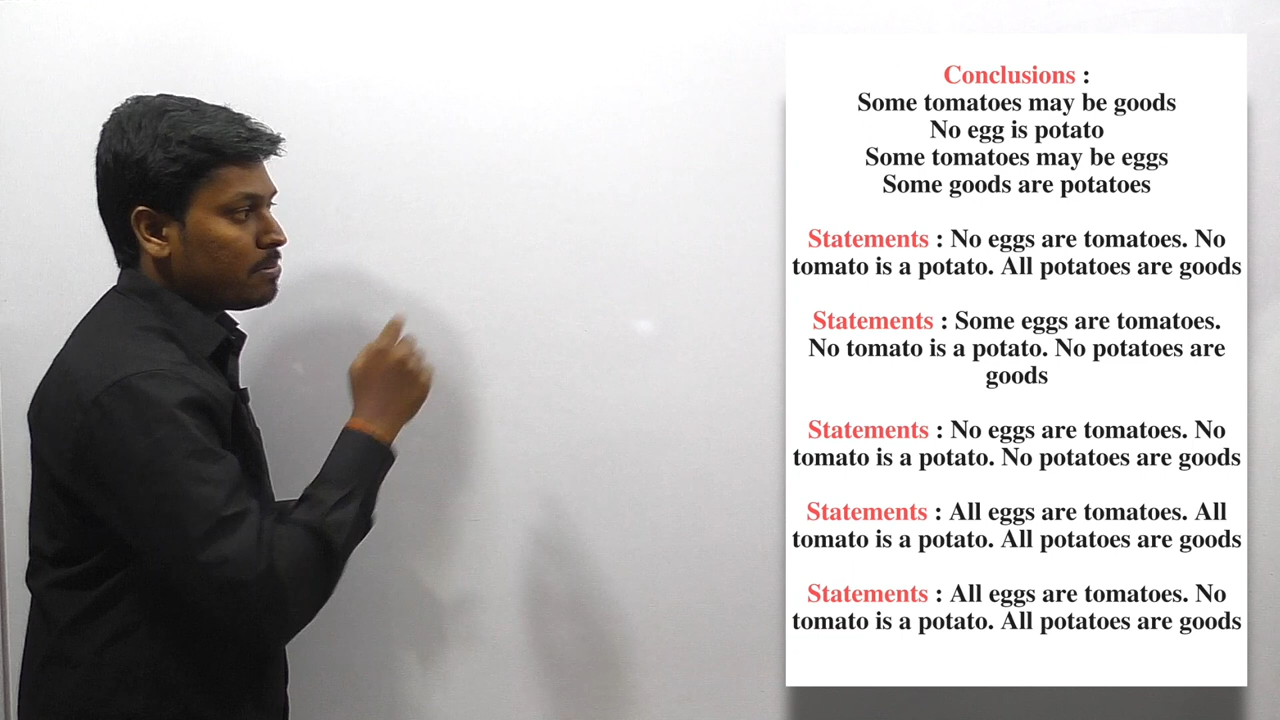 Conclusions :
Some tomatoes may be goods
No egg is potato
Some tomatoes may be eggs
Some goods are potatoes
Statements : No eggs are tomatoes. No
tomato is a potato. All potatoes are goods
Statements : Some eggs are tomatoes.
No tomato is a potato. No potatoes are
goods
Statements : No eggs are tomatoes. No
tomato is a potato. No potatoes are goods
Statements : All eggs are tomatoes. All
tomato is a potato. All potatoes are goods
Statements : All eggs are tomatoes. No
tomato is a potato. All potatoes are goods